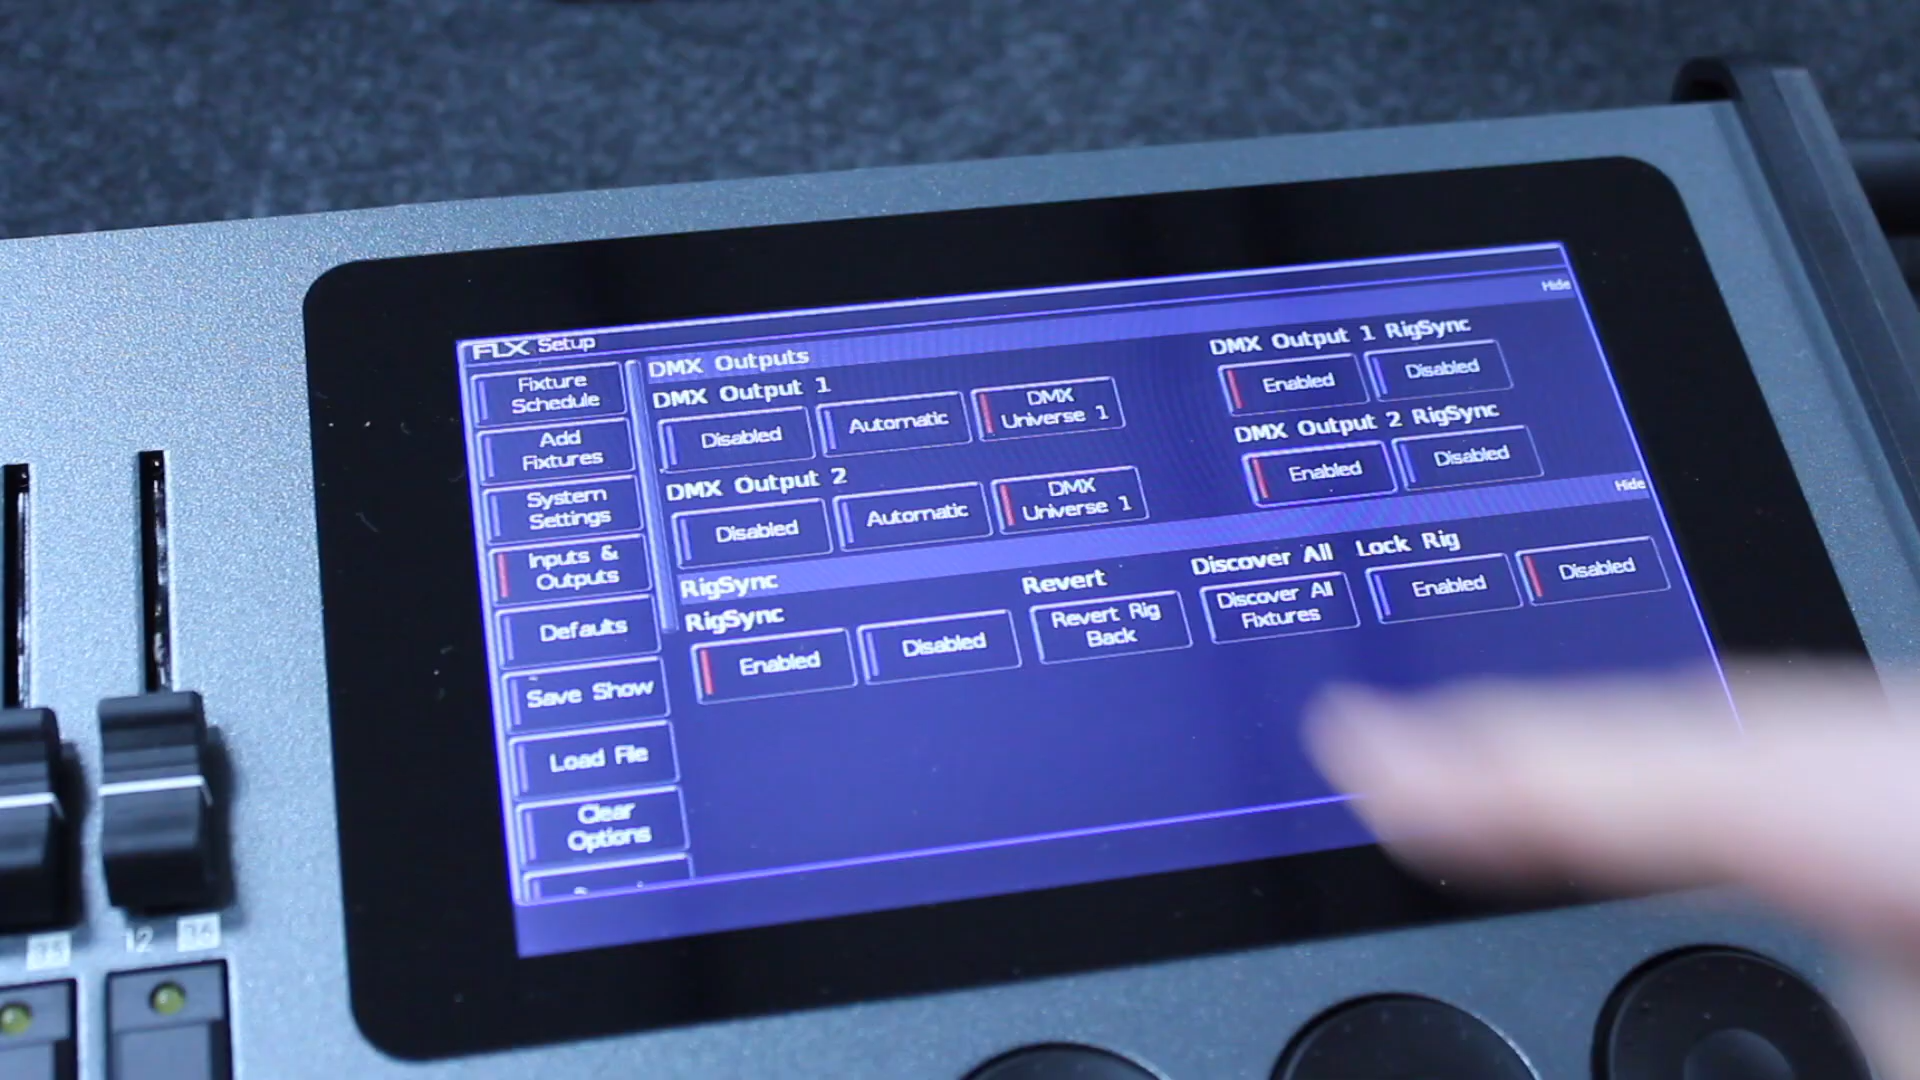 FLX Setup
Hide
Fixture
Schedule
Add
Fixtures
System
Settings
Inputs &
Outputs
Defaults
Save Show
Load File
Clear
Options
DMX Outputs
DMX Output 1
Disabled
Automatic
DMX
Universe 1
DMX Output 1 RigSync
Enabled
Disabled
DMX Output 2
Disabled
Automatic
DMX
Universe 1
DMX Output 2 RigSync
Enabled
Disabled
Hide
RigSync
RigSync
Enabled
Disabled
Revert
Revert Rig
Back
Discover All
Discover All
Fixtures
Lock Rig
Enabled
Disabled
12
36
35